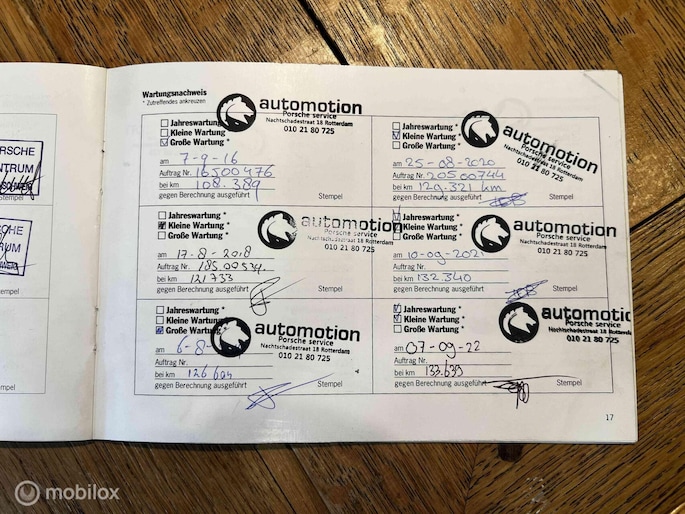 PORSCHE
ZENTRUM
Stempel
Stempel
Stempel
Wartungsnachweis
* Zutreffendes ankreuzen
Jahreswartung
Kleine Wartung *
Große Wartung *
automotion
Porsche service
Nachtschadestraat 18 Rotterdam
010 21 80 725
am 7-9-16
Auftrag Nr. 16500476
bei km 108.389
gegen Berechnung ausgeführt Stempel
Jahreswartung *
Kleine Wartung *
Große Wartung *
automotion
Porsche service
Nachtschadestraat 18 Rotterdam
010 21 80 725
am 17-8-2018
Auftrag Nr.
bei km 121733
gegen Berechnung ausgeführt Stempel
Jahreswartung *
Kleine Wartung *
Große Wartung
automotion
Porsche service
Nachtschadestraat 18 Rotterdam
010 21 80 725
am 6-8-
Auftrag Nr.
bei km
gegen Berechnung ausgeführt Stempel
Jahreswartung *
Kleine Wartung *
Große Wartung *
automotion
Porsche service
Nachtschadestraat 18 Rotterdam
010 21 80 725
am 25-08-2020
Auftrag Nr. 20500744
bei km 129.321 km
gegen Berechnung ausgeführt Stempel
Jahreswartung *
Kleine Wartung *
Große Wartung *
automotion
Porsche service
Nachtschadestraat 18 Rotterdam
010 21 80 725
am 10-09-2021
Auftrag Nr.
bei km 132.340
gegen Berechnung ausgeführt Stempel
Jahreswartung *
Kleine Wartung *
Große Wartung *
automotion
Porsche service
Nachtschadestraat 18 Rotterdam
010 21 80 725
am 07-09-22
Auftrag Nr.
bei km 133.639
gegen Berechnung ausgeführt Stempel
17
mobilox